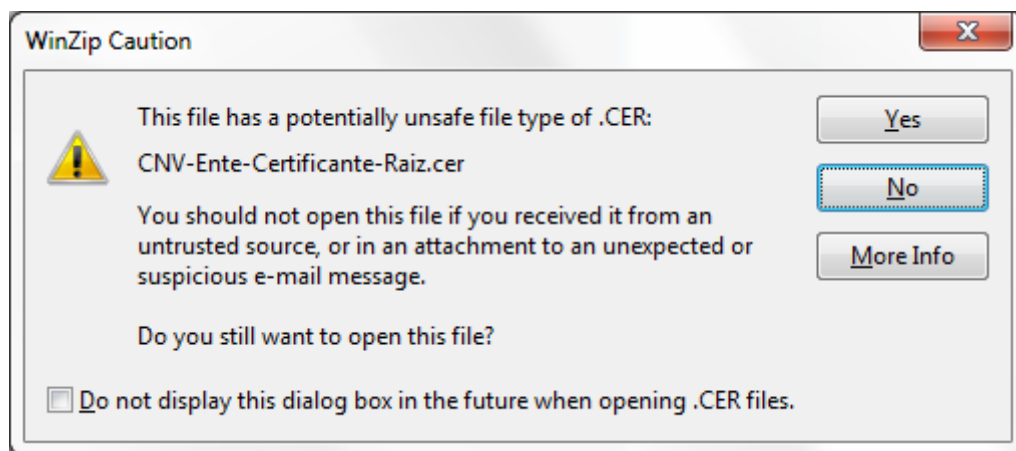 WinZip Caution
This file has a potentially unsafe file type of .CER:
CNV-Ente-Certificante-Raiz.cer
You should not open this file if you received it from an
untrusted source, or in an attachment to an unexpected or
suspicious e-mail message.
Do you still want to open this file?
Yes
No
More Info
Do not display this dialog box in the future when opening .CER files.